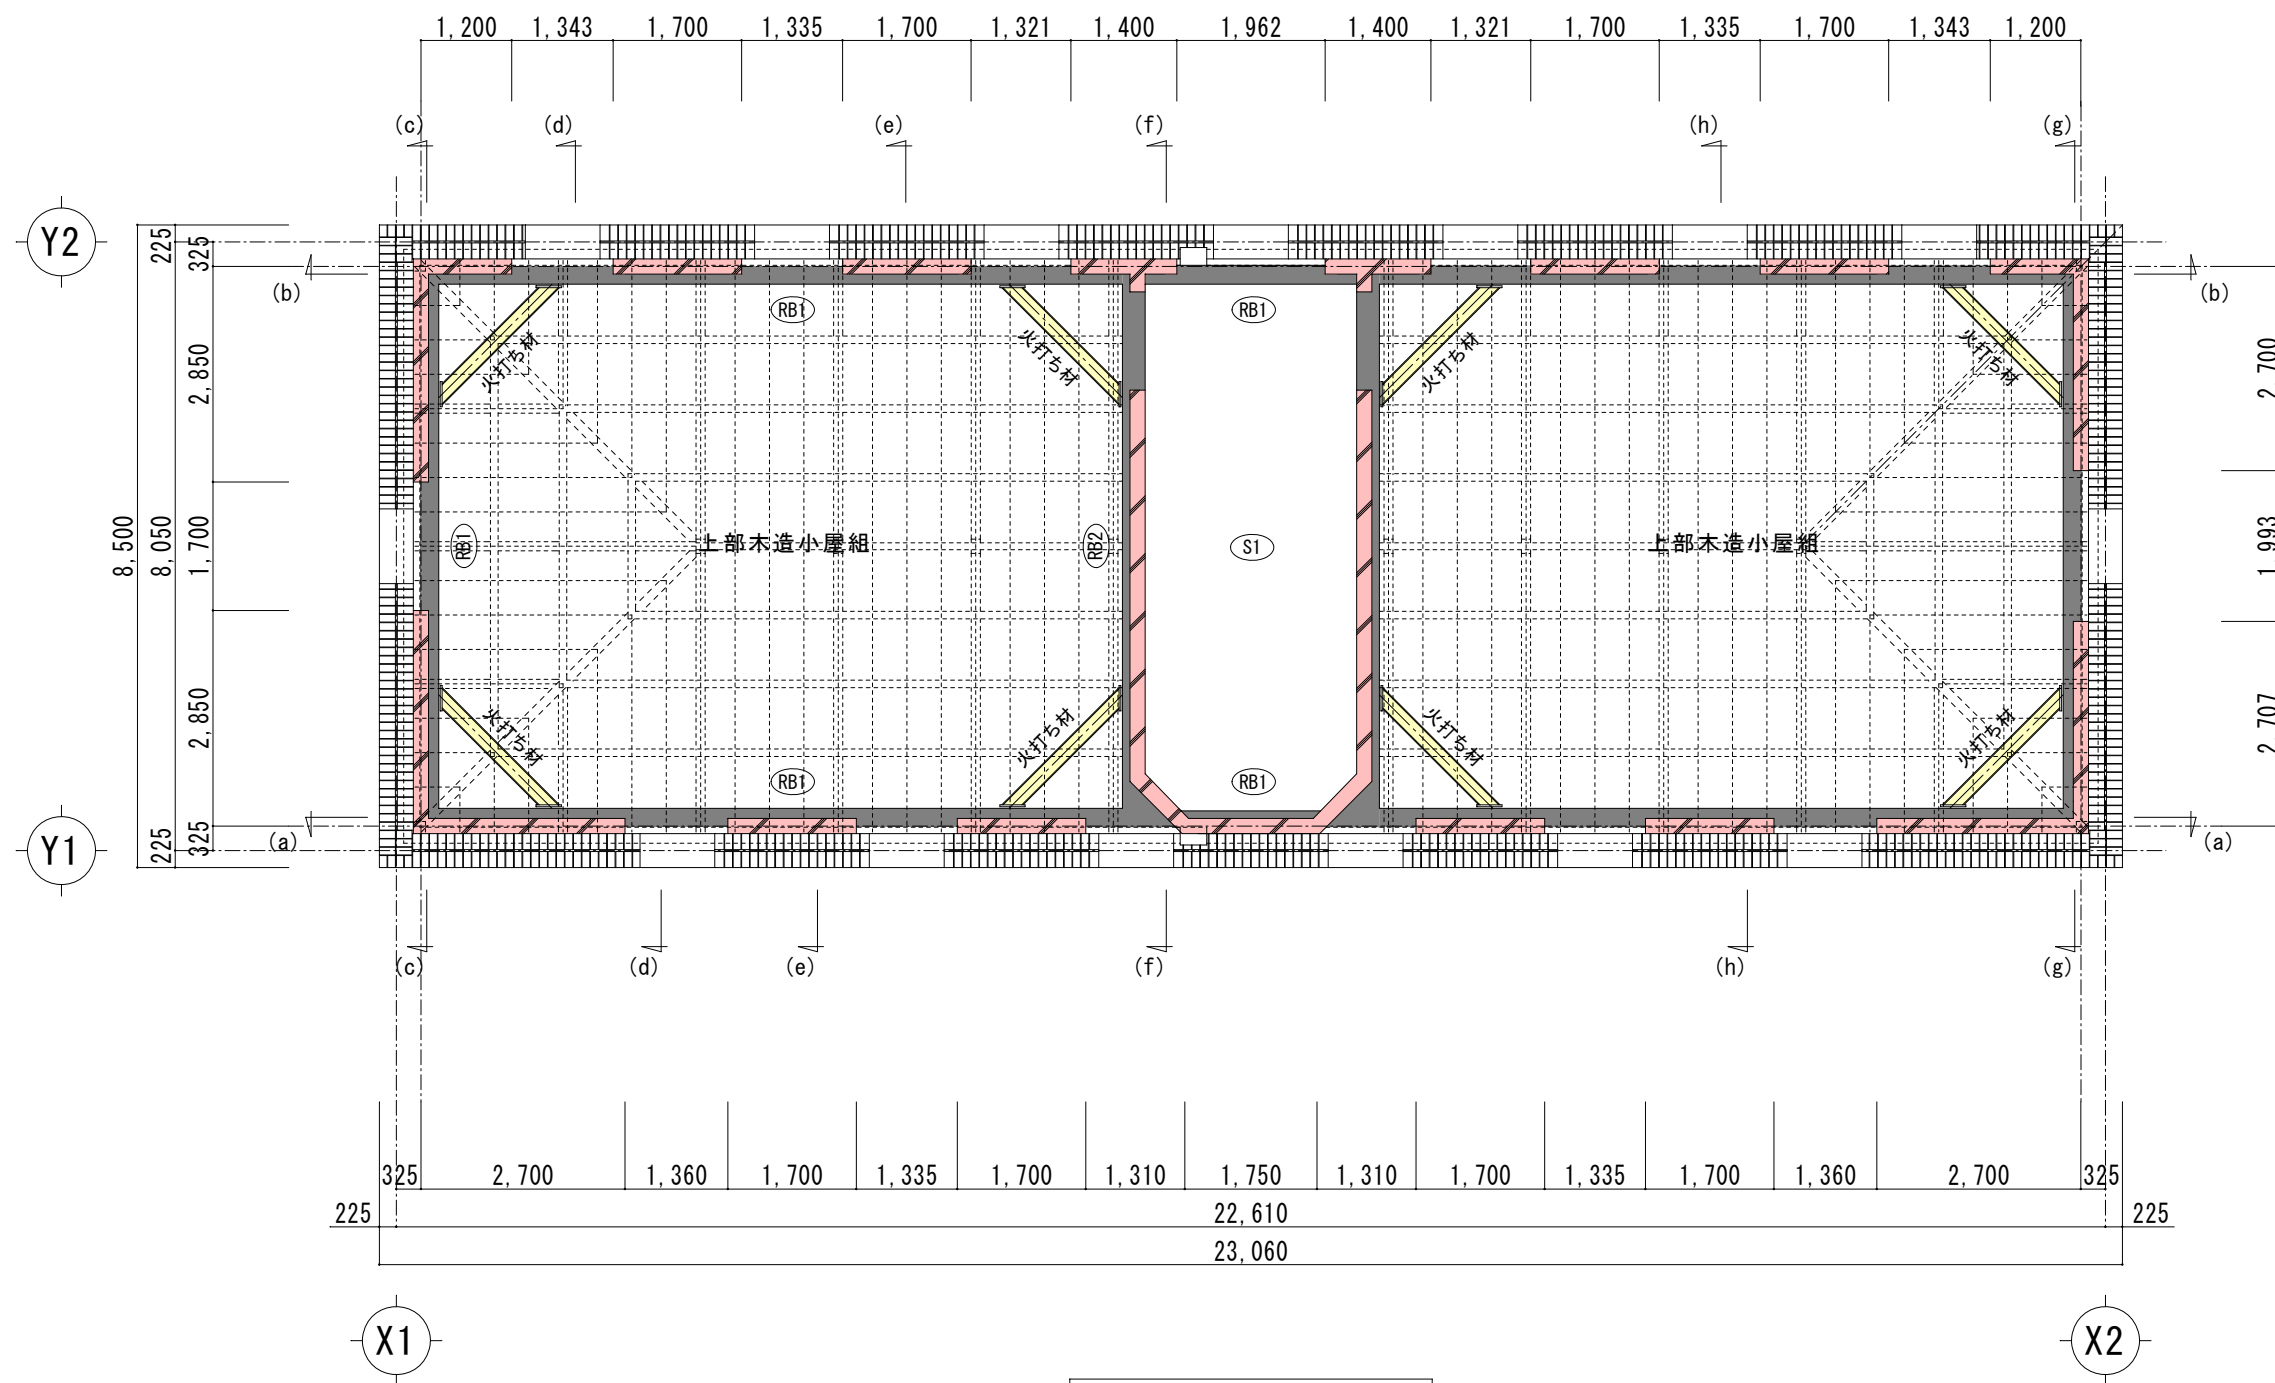 1,200 1,343 1,700 1,335 1,700 1,321 1,400 1,962 1,400 1,321 1,700 1,335 1,700 1,343 1,200
(c) (d) (e) (f) (h) (g)
Y2
225
325
(b)
(b)
RB1
RB1
火打ち材
火打ち材
火打ち材
火打ち材
2,850
2,700
8,500
8,050
1,700
RB1
上部木造小屋組
RB2
S1
上部木造小屋組
1,993
2,850
2,707
火打ち材
火打ち材
火打ち材
火打ち材
RB1
RB1
Y1
225
325
(a)
(a)
(c) (d) (e) (f) (h) (g)
325 2,700 1,360 1,700 1,335 1,700 1,310 1,750 1,310 1,700 1,335 1,700 1,360 2,700 325
225 22,610 225
23,060
X1
X2